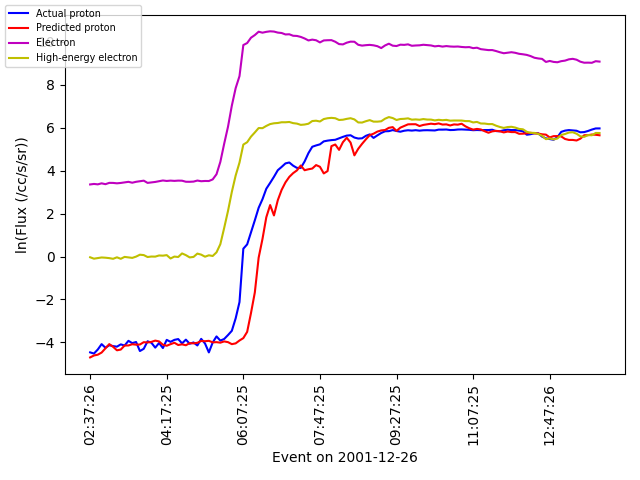 Actual proton
Predicted proton
Electron
High-energy electron
8
6
4
2
0
−2
−4
ln(Flux (/cc/s/sr))
02:37:26
04:17:25
06:07:25
07:47:25
09:27:25
11:07:25
12:47:26
Event on 2001-12-26